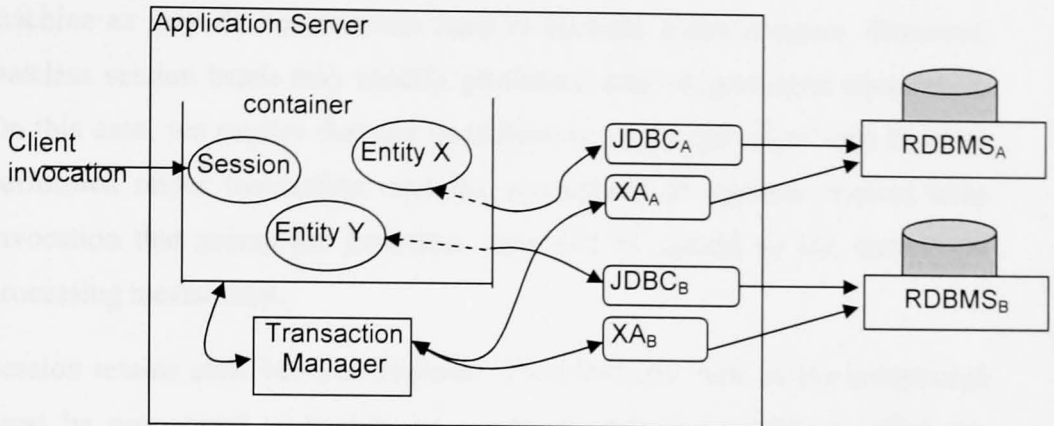 Application Server
container
Client
invocation
Session
Entity X
Entity Y
Transaction
Manager
JDBCA
XAA
JDBCB
XAB
RDBMSA
RDBMSB